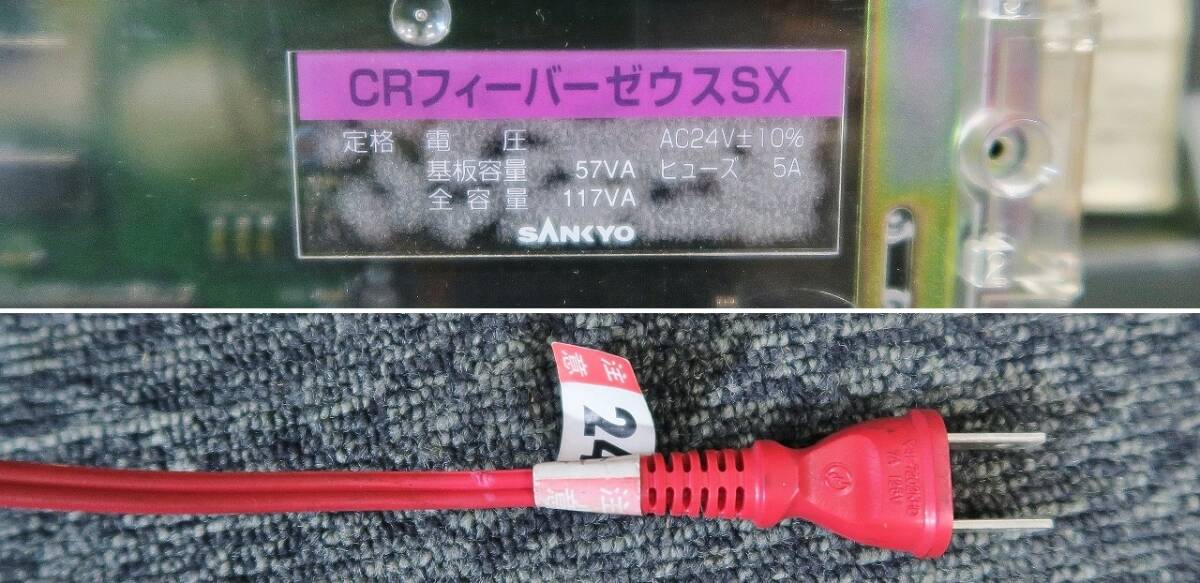 CRフィーバーゼウスSX
定格 電 圧 AC24V±10%
基板容量 57VA ヒューズ 5A
全 容 量 117VA
SANKYO
注意
24
注